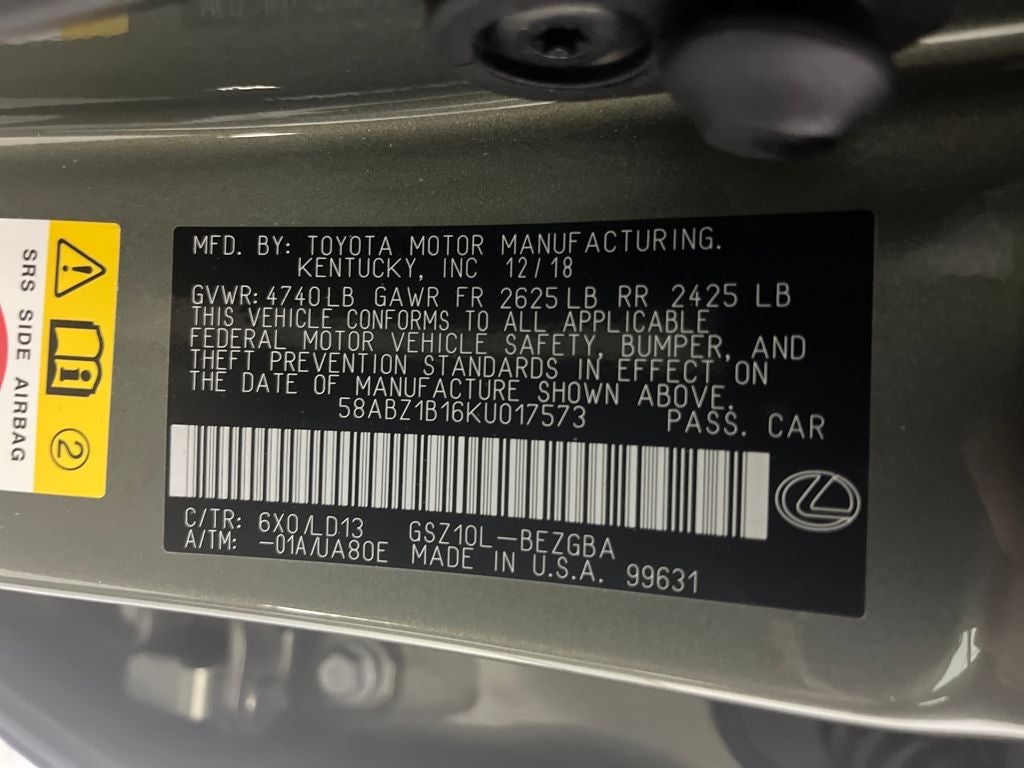 MFD. BY: TOYOTA MOTOR MANUFACTURING.
KENTUCKY, INC 12/18
GVWR: 4740LB GAWR FR 2625LB RR 2425 LB
THIS VEHICLE CONFORMS TO ALL APPLICABLE
FEDERAL MOTOR VEHICLE SAFETY, BUMPER, AND
THEFT PREVENTION STANDARDS IN EFFECT ON
THE DATE OF MANUFACTURE SHOWN ABOVE.
58ABZ1B16KU017573 PASS. CAR
C/TR: 6X0/LD13 GSZ10L-BEZGBA
A/TM: -01A/UA80E MADE IN U.S.A. 99631
SRS SIDE AIRBAG
2